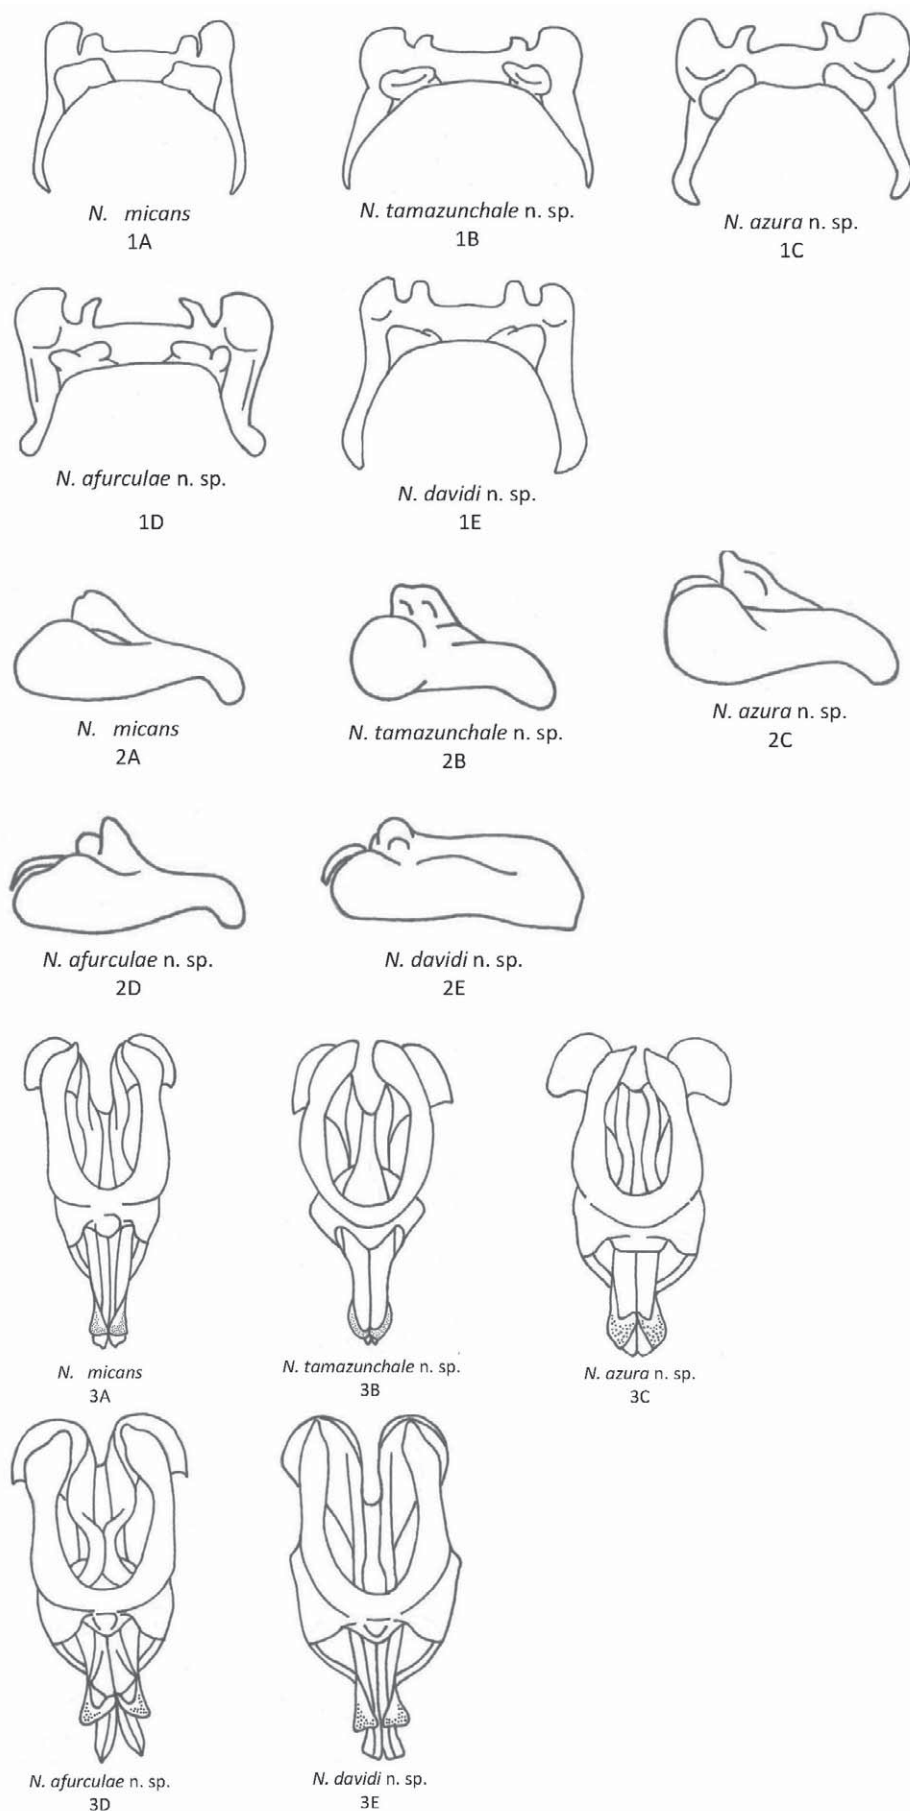 N. micans
1A
N. tamazunchale n. sp.
1B
N. azura n. sp.
1C
N. afurculae n. sp.
1D
N. davidi n. sp.
1E
N. micans
2A
N. tamazunchale n. sp.
2B
N. azura n. sp.
2C
N. afurculae n. sp.
2D
N. davidi n. sp.
2E
N. micans
3A
N. tamazunchale n. sp.
3B
N. azura n. sp.
3C
N. afurculae n. sp.
3D
N. davidi n. sp.
3E